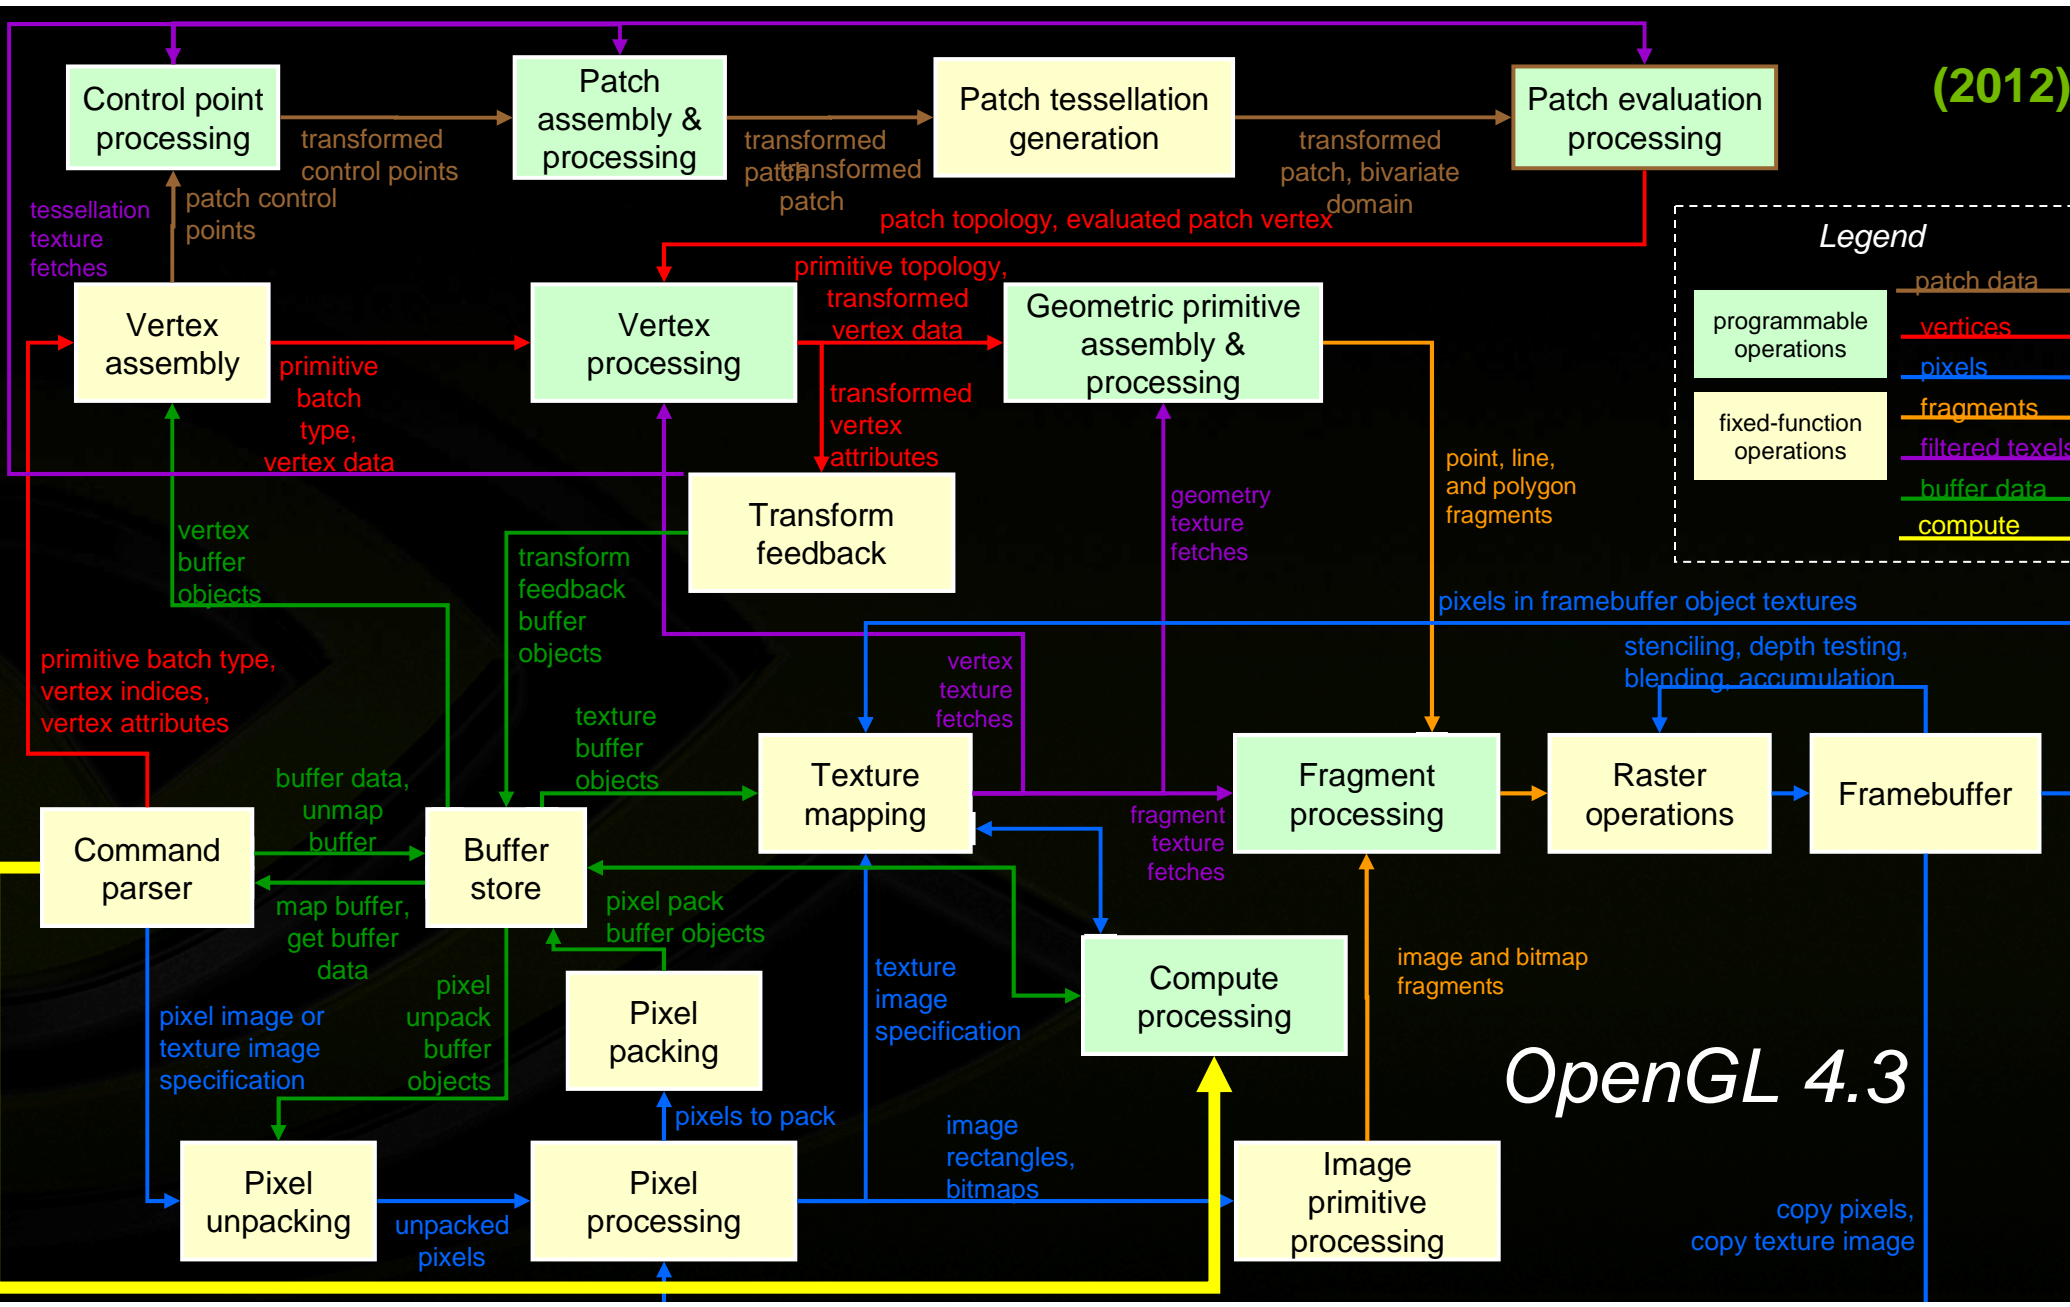 (2012)
Control point
processing
Patch
assembly &
processing
Patch tessellation
generation
Patch evaluation
processing
transformed
control points
transformed
patch
transformed
patch
transformed
patch, bivariate
domain
tessellation
texture
fetches
patch control
points
patch topology, evaluated patch vertex
Legend
programmable
operations
fixed-function
operations
patch data
vertices
pixels
fragments
filtered texels
buffer data
compute
Vertex
assembly
primitive
batch
type,
vertex data
Vertex
processing
primitive topology,
transformed
vertex data
Geometric primitive
assembly &
processing
transformed
vertex
attributes
point, line,
and polygon
fragments
geometry
texture
fetches
Transform
feedback
vertex
buffer
objects
transform
feedback
buffer
objects
pixels in framebuffer object textures
stenciling, depth testing,
blending, accumulation
primitive batch type,
vertex indices,
vertex attributes
vertex
texture
fetches
texture
buffer
objects
Texture
mapping
fragment
texture
fetches
Fragment
processing
Raster
operations
Framebuffer
buffer data,
unmap
buffer
Command
parser
Buffer
store
map buffer,
get buffer
data
pixel pack
buffer objects
pixel image or
texture image
specification
pixel
unpack
buffer
objects
Pixel
packing
texture
image
specification
Compute
processing
image and bitmap
fragments
OpenGL 4.3
pixels to pack
image
rectangles,
bitmaps
Pixel
unpacking
unpacked
pixels
Pixel
processing
Image
primitive
processing
copy pixels,
copy texture image